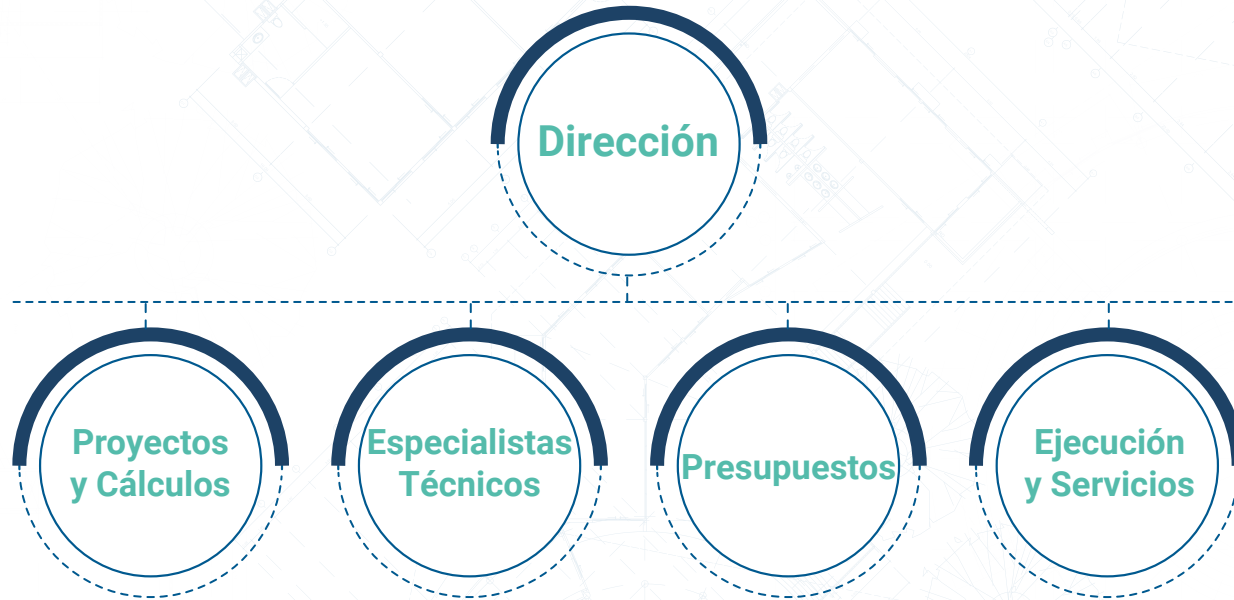 Dirección
Proyectos
y Cálculos
Especialistas
Técnicos
Presupuestos
Ejecución
y Servicios